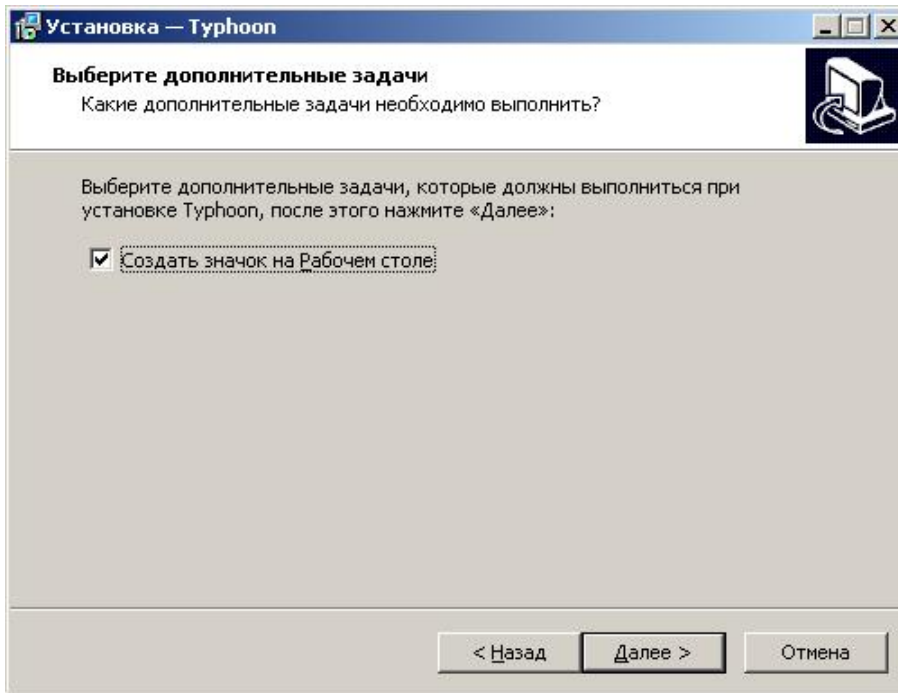 Установка — Typhoon
Выберите дополнительные задачи
Какие дополнительные задачи необходимо выполнить?
Выберите дополнительные задачи, которые должны выполниться при
установке Typhoon, после этого нажмите «Далее»:
Создать значок на Рабочем столе
< Назад
Далее >
Отмена